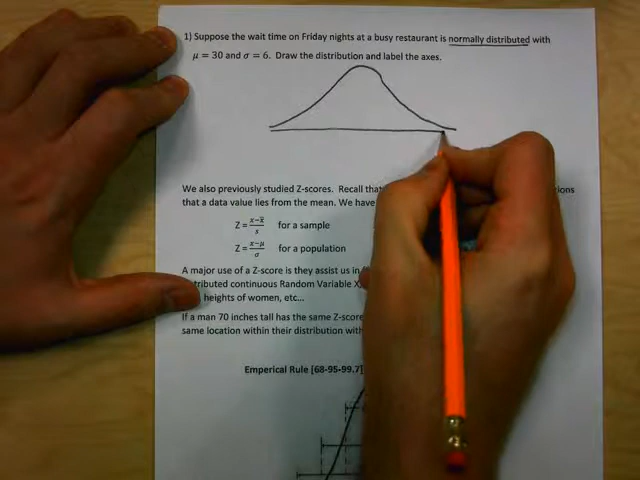 1) Suppose the wait time on Friday nights at a busy restaurant is normally distributed with
μ = 30 and σ = 6. Draw the distribution and label the axes.
We also previously studied Z-scores. Recall that
that a data value lies from the mean. We have
Z = x−x̄/s for a sample
Z = x−μ/σ for a population
A major use of a Z-score is they assist us in
tributed continuous Random Variable X
heights of women, etc...
If a man 70 inches tall has the same Z-score
same location within their distribution with
Emperical Rule [68-95-99.7]